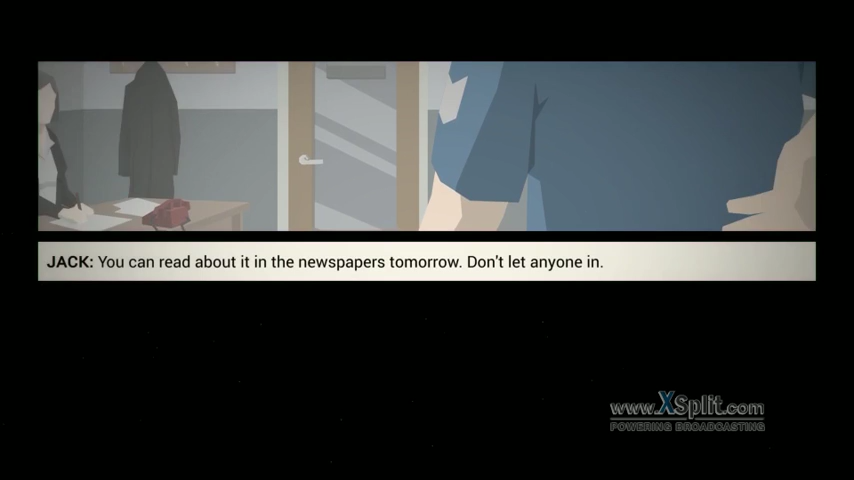 JACK: You can read about it in the newspapers tomorrow. Don't let anyone in.
www.XSplit.com
POWERING BROADCASTING